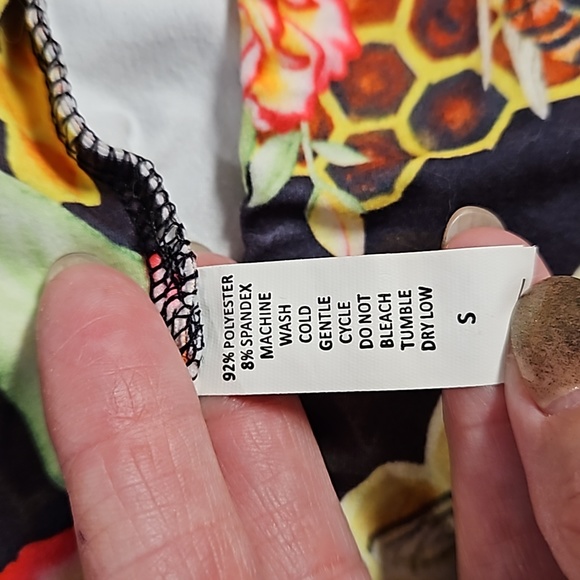 92% POLYESTER
8% SPANDEX
MACHINE
WASH
COLD
GENTLE
CYCLE
DO NOT
BLEACH
TUMBLE
DRY LOW
S